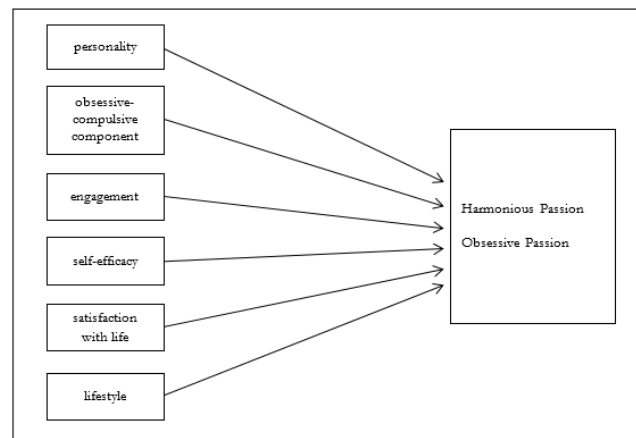 personality
obsessive-
compulsive
component
engagement
self-efficacy
satisfaction
with life
lifestyle
Harmonious Passion
Obsessive Passion